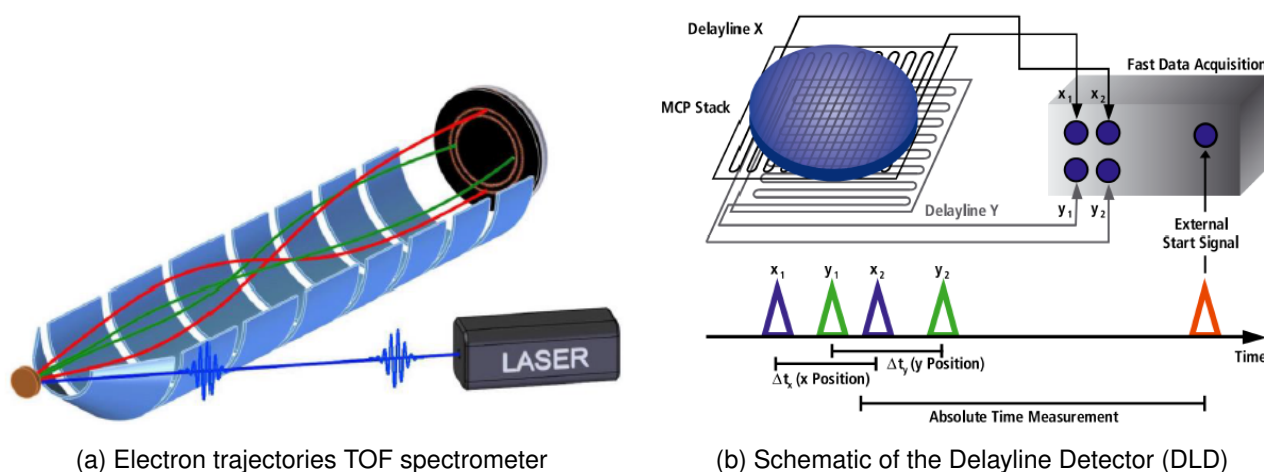 LASER
(a) Electron trajectories TOF spectrometer
Delayline X
MCP Stack
Fast Data Acquisition
x₁ x₂
y₁ y₂
Delayline Y
External
Start Signal
x₁ y₁ x₂ y₂
Time
Δtₓ (x Position)
Δtᵧ (y Position)
Absolute Time Measurement
(b) Schematic of the Delayline Detector (DLD)